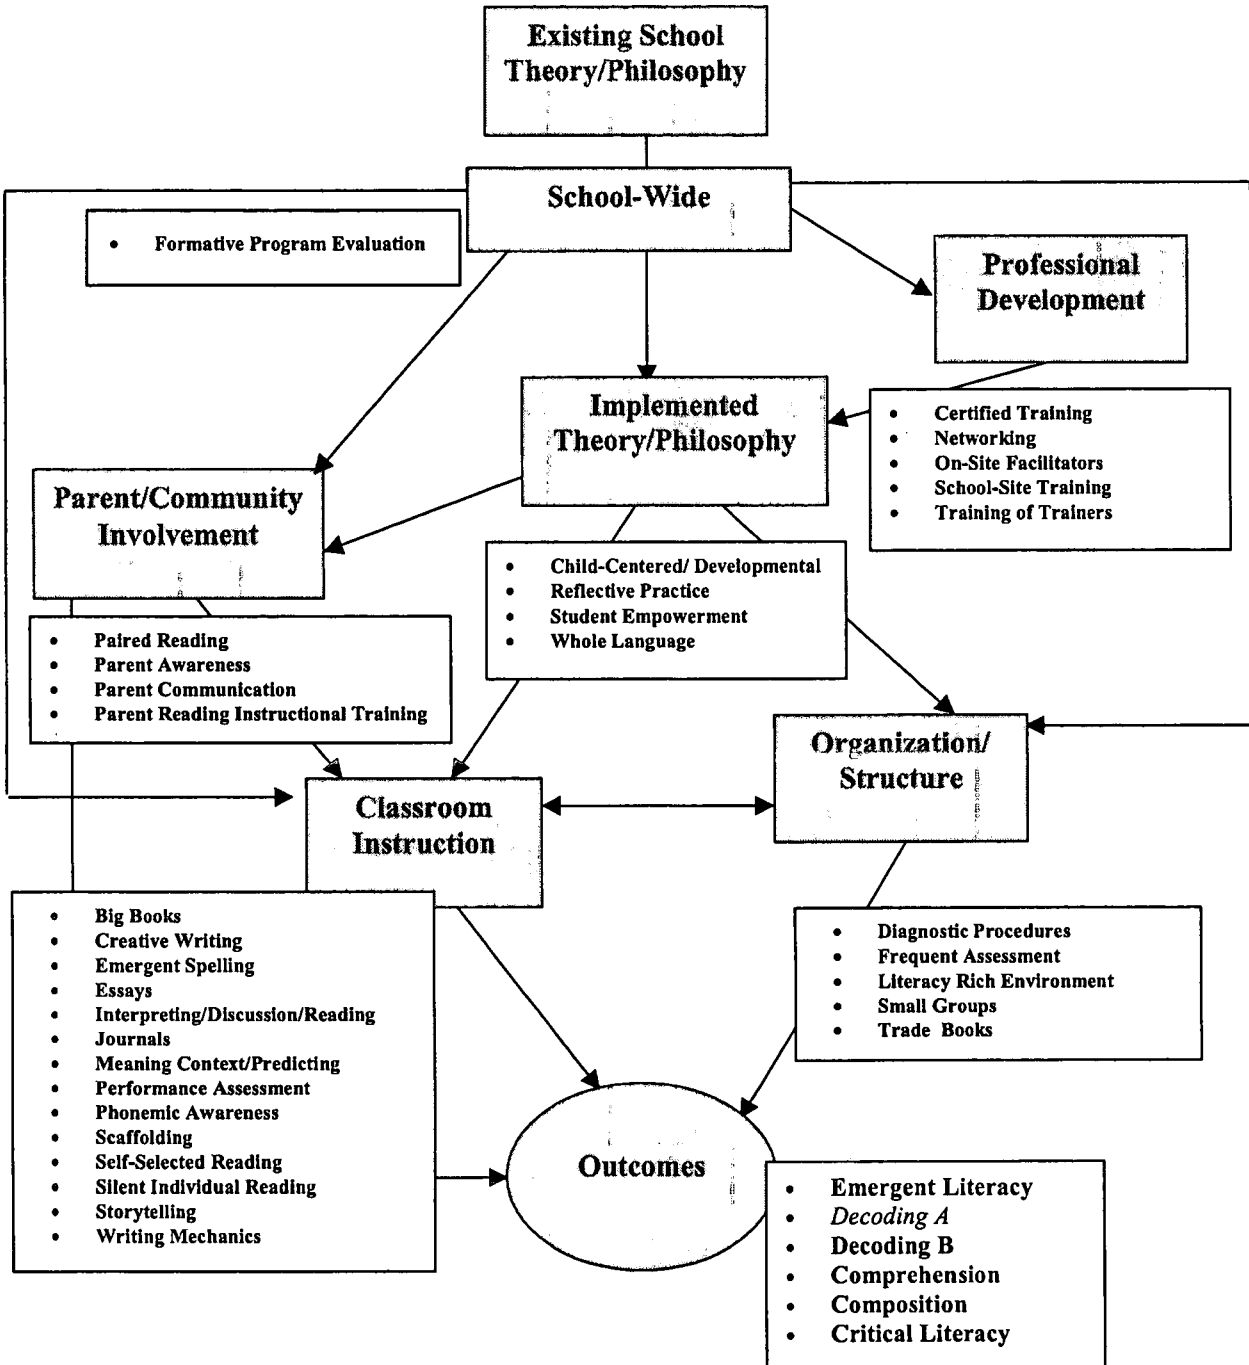 Existing School
Theory/Philosophy
School-Wide
• Formative Program Evaluation
Professional
Development
Implemented
Theory/Philosophy
• Certified Training
• Networking
• On-Site Facilitators
• School-Site Training
• Training of Trainers
Parent/Community
Involvement
• Child-Centered/ Developmental
• Reflective Practice
• Student Empowerment
• Whole Language
• Paired Reading
• Parent Awareness
• Parent Communication
• Parent Reading Instructional Training
Organization/
Structure
Classroom
Instruction
• Big Books
• Creative Writing
• Emergent Spelling
• Essays
• Interpreting/Discussion/Reading
• Journals
• Meaning Context/Predicting
• Performance Assessment
• Phonemic Awareness
• Scaffolding
• Self-Selected Reading
• Silent Individual Reading
• Storytelling
• Writing Mechanics
• Diagnostic Procedures
• Frequent Assessment
• Literacy Rich Environment
• Small Groups
• Trade Books
Outcomes
• Emergent Literacy
• Decoding A
• Decoding B
• Comprehension
• Composition
• Critical Literacy